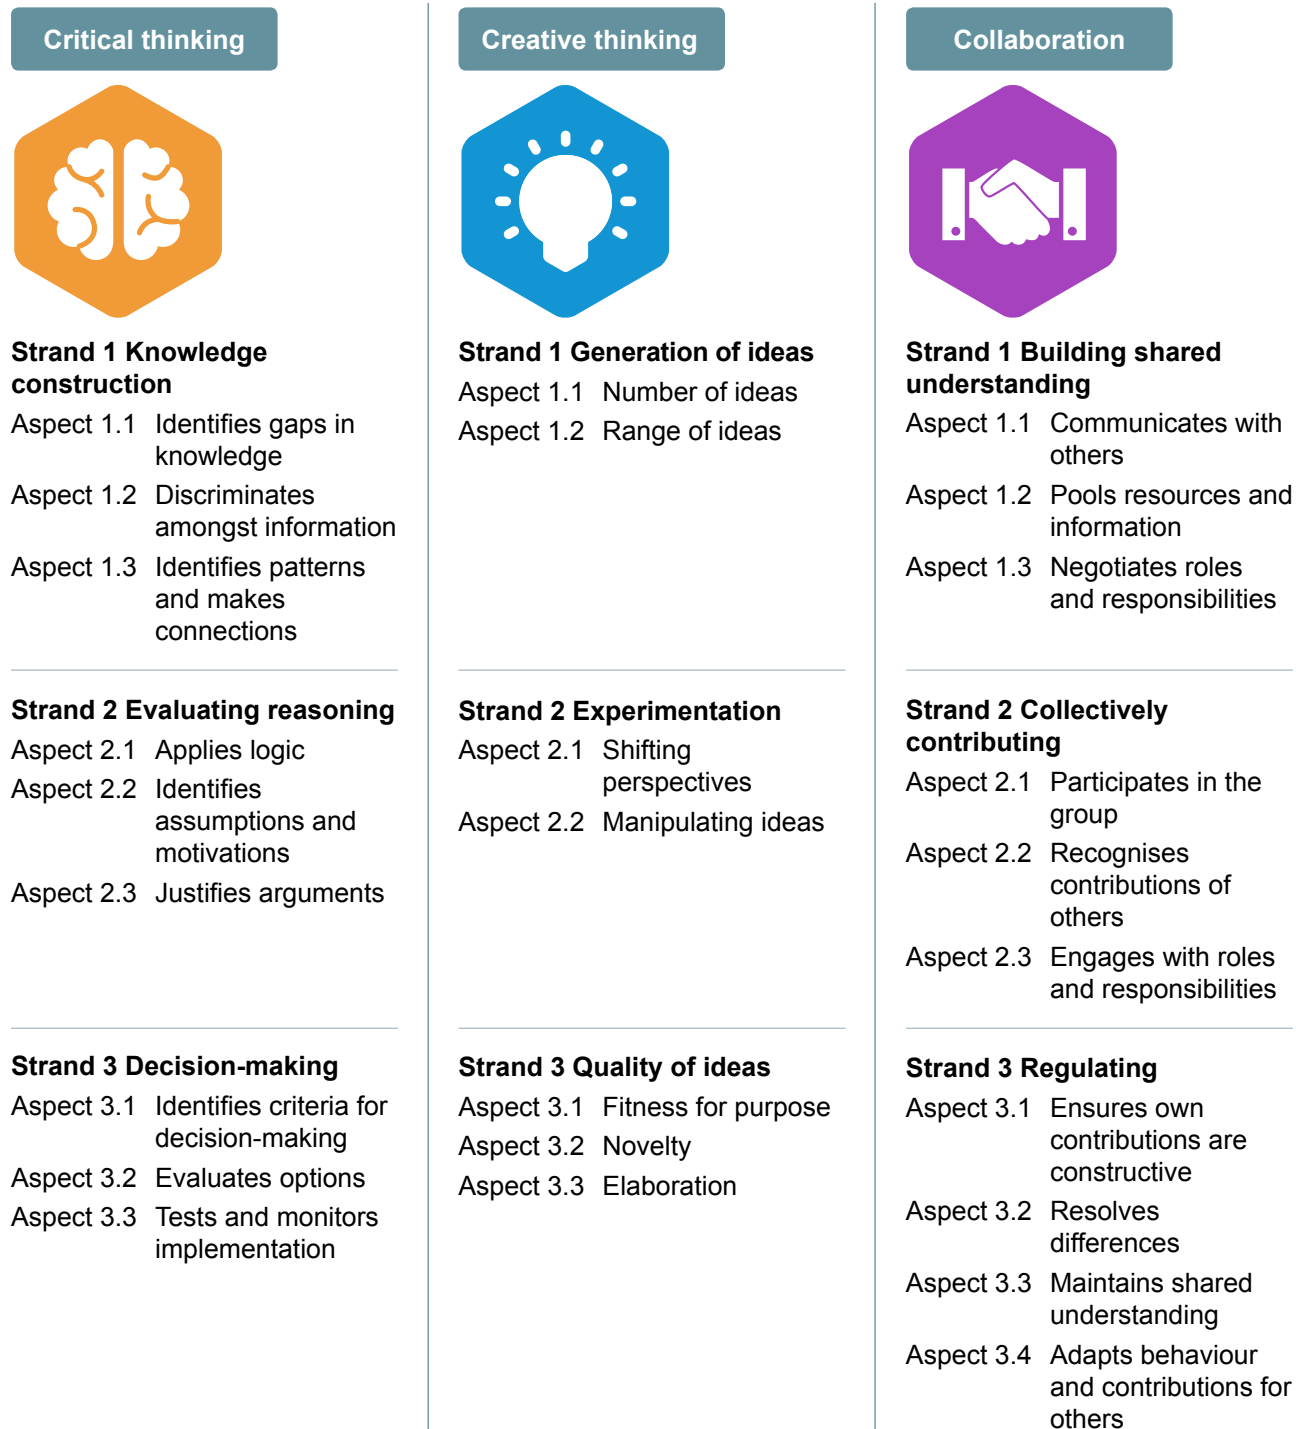 Critical thinking
Strand 1 Knowledge
construction
Aspect 1.1 Identifies gaps in
knowledge
Aspect 1.2 Discriminates
amongst information
Aspect 1.3 Identifies patterns
and makes
connections
Strand 2 Evaluating reasoning
Aspect 2.1 Applies logic
Aspect 2.2 Identifies
assumptions and
motivations
Aspect 2.3 Justifies arguments
Strand 3 Decision-making
Aspect 3.1 Identifies criteria for
decision-making
Aspect 3.2 Evaluates options
Aspect 3.3 Tests and monitors
implementation
Creative thinking
Strand 1 Generation of ideas
Aspect 1.1 Number of ideas
Aspect 1.2 Range of ideas
Strand 2 Experimentation
Aspect 2.1 Shifting
perspectives
Aspect 2.2 Manipulating ideas
Strand 3 Quality of ideas
Aspect 3.1 Fitness for purpose
Aspect 3.2 Novelty
Aspect 3.3 Elaboration
Collaboration
Strand 1 Building shared
understanding
Aspect 1.1 Communicates with
others
Aspect 1.2 Pools resources and
information
Aspect 1.3 Negotiates roles
and responsibilities
Strand 2 Collectively
contributing
Aspect 2.1 Participates in the
group
Aspect 2.2 Recognises
contributions of
others
Aspect 2.3 Engages with roles
and responsibilities
Strand 3 Regulating
Aspect 3.1 Ensures own
contributions are
constructive
Aspect 3.2 Resolves
differences
Aspect 3.3 Maintains shared
understanding
Aspect 3.4 Adapts behaviour
and contributions for
others